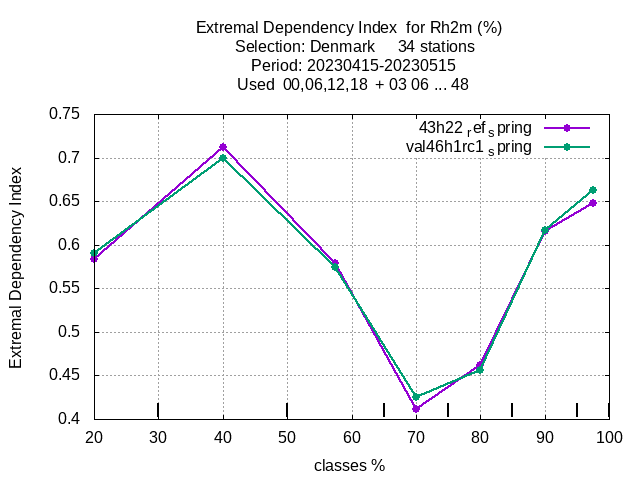 Extremal Dependency Index for Rh2m (%)
Selection: Denmark 34 stations
Period: 20230415-20230515
Used 00,06,12,18 + 03 06 ... 48
43h22 ref spring
val46h1rc1 spring
Extremal Dependency Index
0.75
0.7
0.65
0.6
0.55
0.5
0.45
0.4
20 30 40 50 60 70 80 90 100
classes %